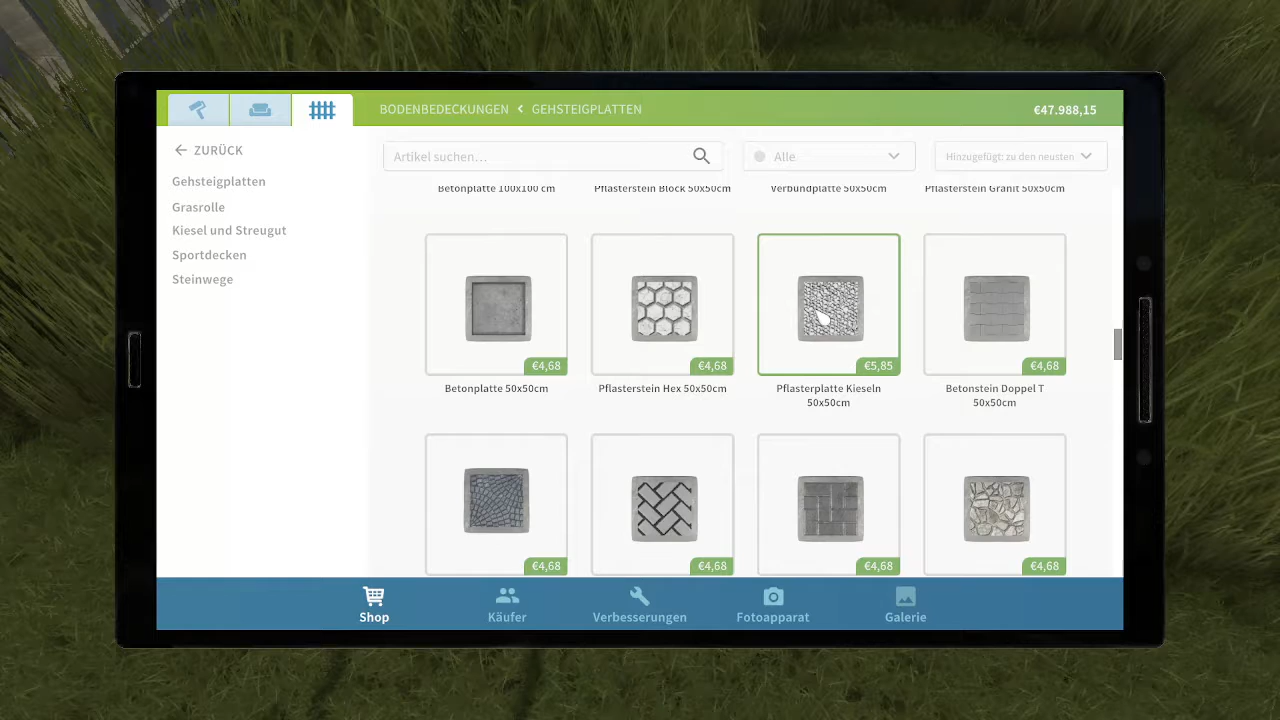 BODENBEDECKUNGEN < GEHSTEIGPLATTEN
€47.988,15
ZURÜCK
Gehsteigplatten
Grasrolle
Kiesel und Streugut
Sportdecken
Steinwege
Artikel suchen...
Alle
Hinzugefügt: zu den neusten
Betonplatte 100x100 cm
Pflasterstein Block 50x50cm
Verbundplatte 50x50cm
Pflasterstein Granit 50x50cm
€4,68
€4,68
€5,85
€4,68
Betonplatte 50x50cm
Pflasterstein Hex 50x50cm
Pflasterplatte Kieseln
50x50cm
Betonstein Doppel T
50x50cm
€4,68
€4,68
€4,68
€4,68
Shop
Käufer
Verbesserungen
Fotoapparat
Galerie